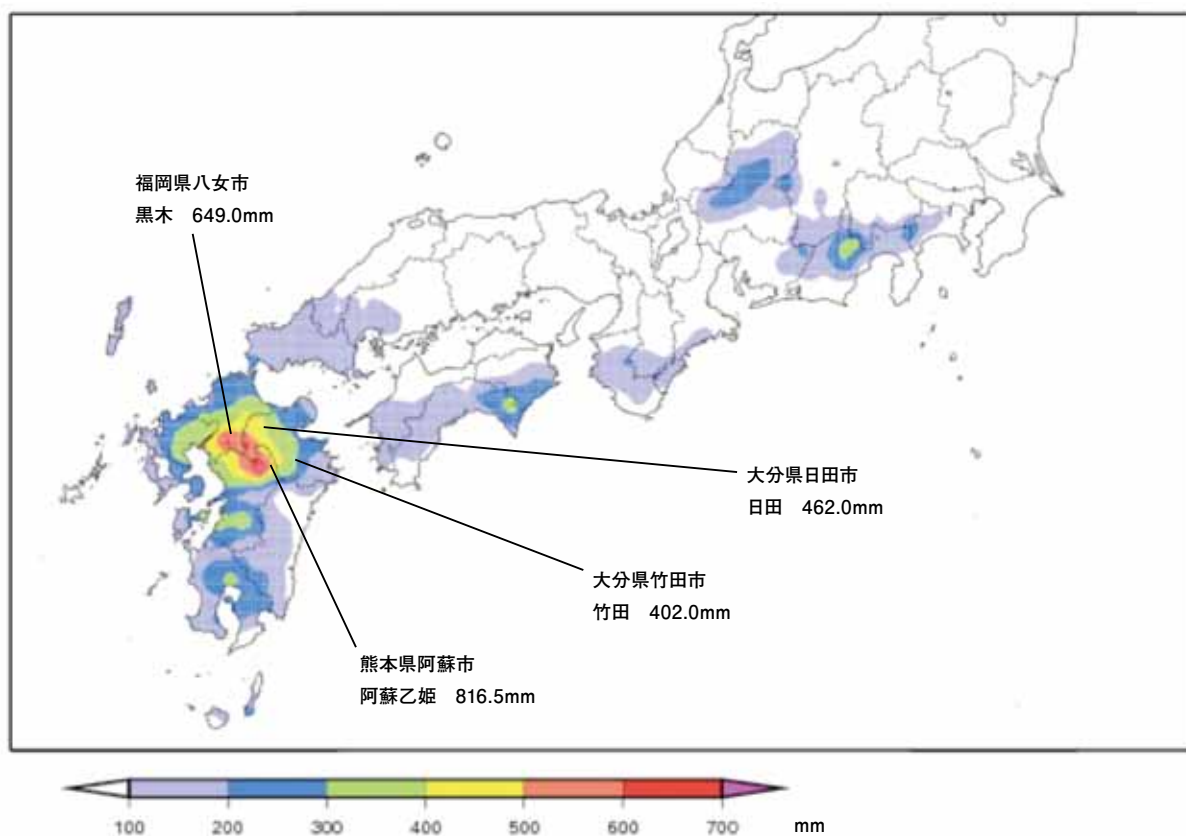 福岡県八女市
黒木　649.0mm
大分県日田市
日田　462.0mm
大分県竹田市
竹田　402.0mm
熊本県阿蘇市
阿蘇乙姫　816.5mm
100 200 300 400 500 600 700 mm